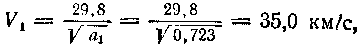 V₁ = 29,8 / √a₁ = 29,8 / √0,723 = 35,0 км/с,